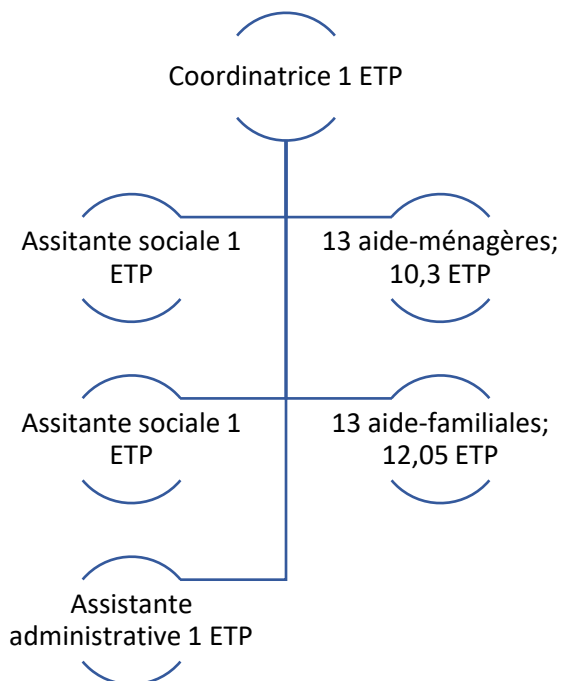 Coordinatrice 1 ETP
Assitante sociale 1
ETP
13 aide-ménagères;
10,3 ETP
Assitante sociale 1
ETP
13 aide-familiales;
12,05 ETP
Assistante
administrative 1 ETP